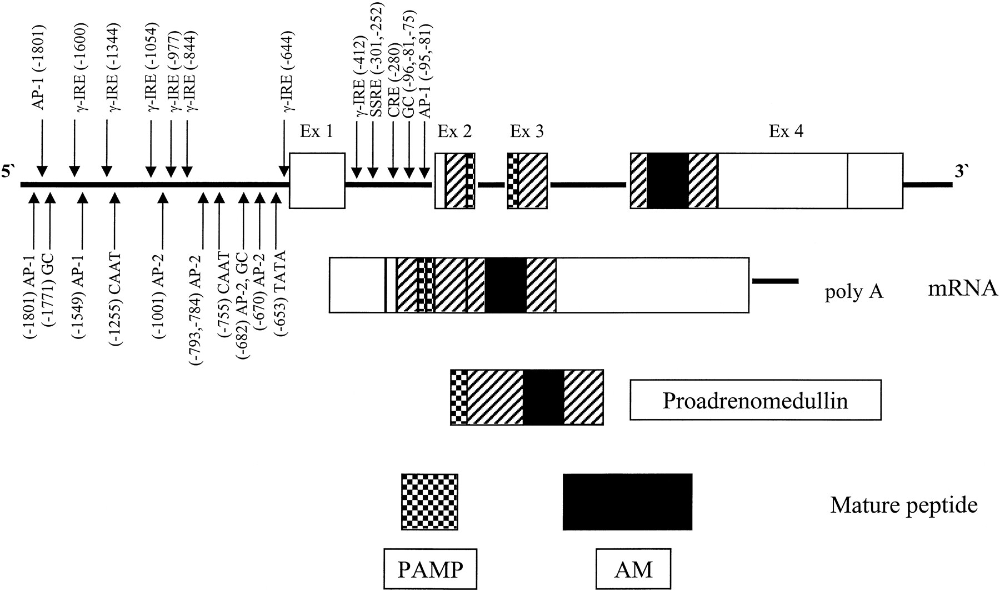 AP-1 (-1801)
γ-IRE (-1600)
γ-IRE (-1344)
γ-IRE (-1054)
γ-IRE (-977)
γ-IRE (-844)
γ-IRE (-644)
γ-IRE (-412)
SSRE (-301,-252)
CRE (-280)
GC (-96,-81,-75)
AP-1 (-95,-81)
Ex 1
Ex 2
Ex 3
Ex 4
5`
3`
(-1801) AP-1
(-1771) GC
(-1549) AP-1
(-1255) CAAT
(-1001) AP-2
(-793,-784) AP-2
(-755) CAAT
(-682) AP-2, GC
(-670) AP-2
(-653) TATA
poly A
mRNA
Proadrenomedullin
Mature peptide
PAMP
AM